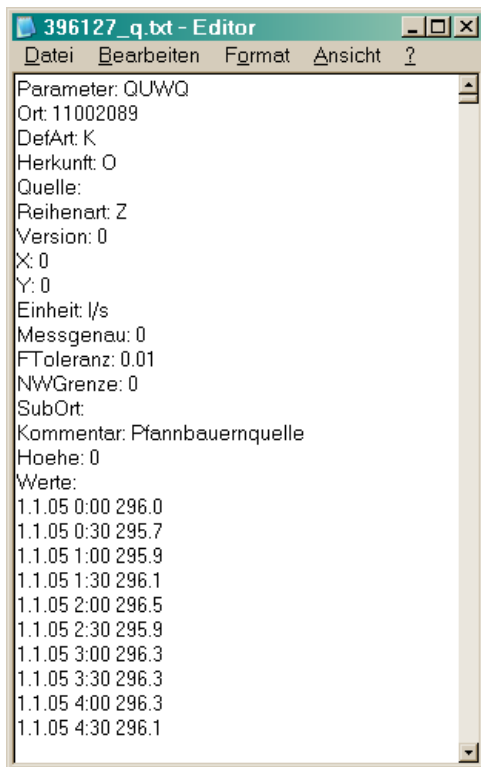 396127_q.txt - Editor
Datei Bearbeiten Format Ansicht ?
Parameter: QUWQ
Ort: 11002089
DefArt: K
Herkunft: O
Quelle:
Reihenart: Z
Version: 0
X: 0
Y: 0
Einheit: l/s
Messgenau: 0
FToleranz: 0.01
NWGrenze: 0
SubOrt:
Kommentar: Pfannbauernquelle
Hoehe: 0
Werte:
1.1.05 0:00 296.0
1.1.05 0:30 295.7
1.1.05 1:00 295.9
1.1.05 1:30 296.1
1.1.05 2:00 296.5
1.1.05 2:30 295.9
1.1.05 3:00 296.3
1.1.05 3:30 296.3
1.1.05 4:00 296.3
1.1.05 4:30 296.1